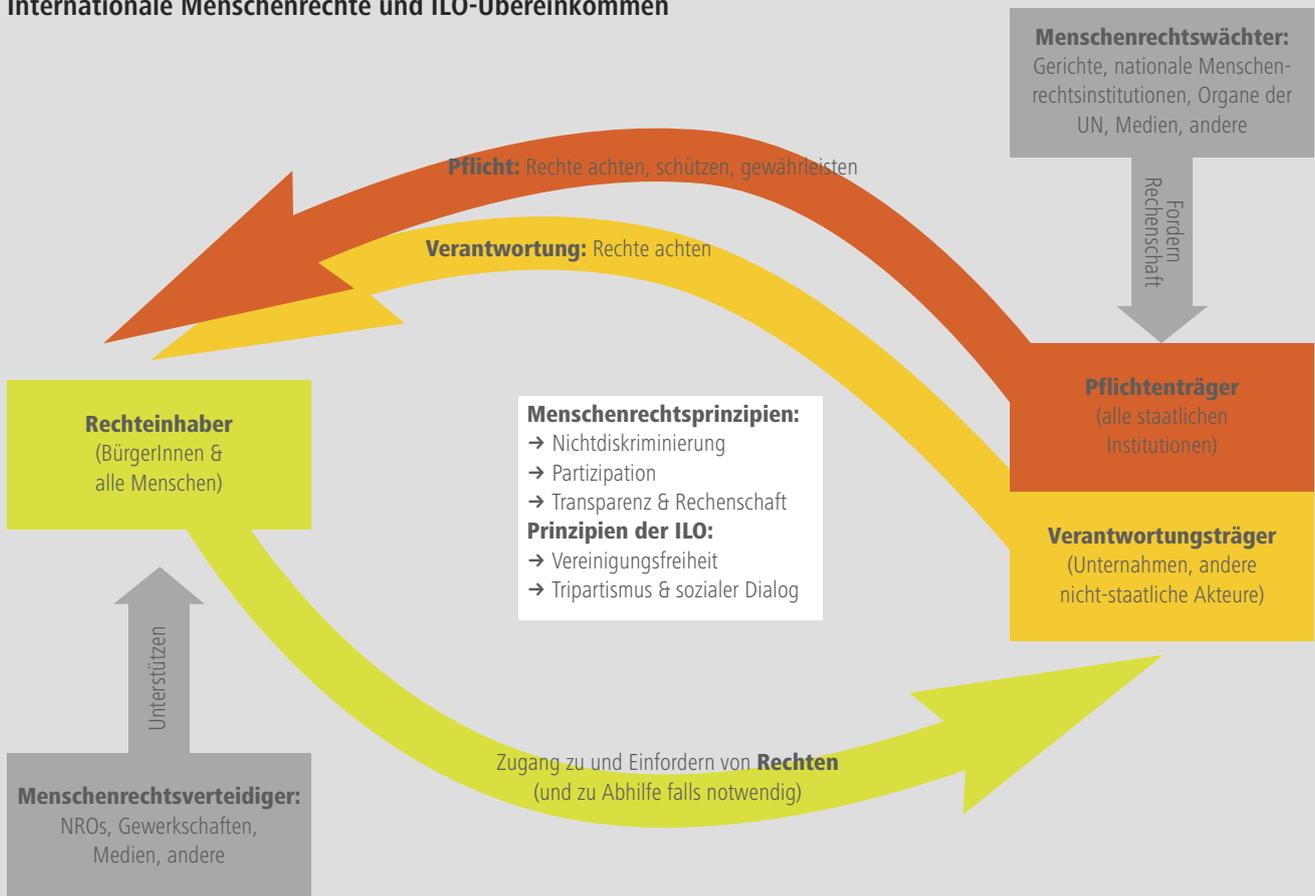 Internationale Menschenrechte und ILO-Übereinkommen
Menschenrechtswächter:
Gerichte, nationale Menschen-
rechtsinstitutionen, Organe der
UN, Medien, andere
Fordern
Rechenschaft
Pflicht: Rechte achten, schützen, gewährleisten
Verantwortung: Rechte achten
Pflichtenträger
(alle staatlichen
Institutionen)
Rechteinhaber
(BürgerInnen &
alle Menschen)
Menschenrechtsprinzipien:
→ Nichtdiskriminierung
→ Partizipation
→ Transparenz & Rechenschaft
Prinzipien der ILO:
→ Vereinigungsfreiheit
→ Tripartismus & sozialer Dialog
Verantwortungsträger
(Unternahmen, andere
nicht-staatliche Akteure)
Unterstützen
Zugang zu und Einfordern von Rechten
(und zu Abhilfe falls notwendig)
Menschenrechtsverteidiger:
NROs, Gewerkschaften,
Medien, andere